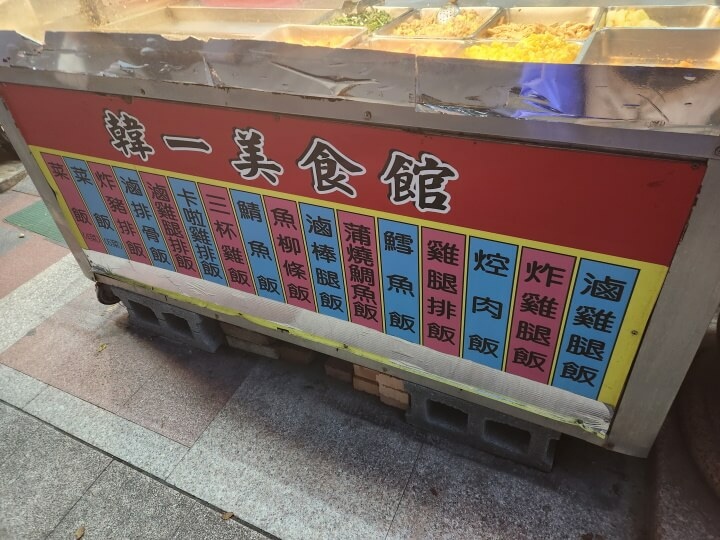 韓一美食館
滷雞腿飯
炸雞腿飯
焢肉飯
雞腿排飯
鱈魚飯
蒲燒鯛魚飯
滷棒腿飯
魚柳條飯
鯖魚飯
三杯雞飯
卡啦雞排飯
滷雞腿排飯
滷排骨飯
炸豬排飯
菜飯
菜